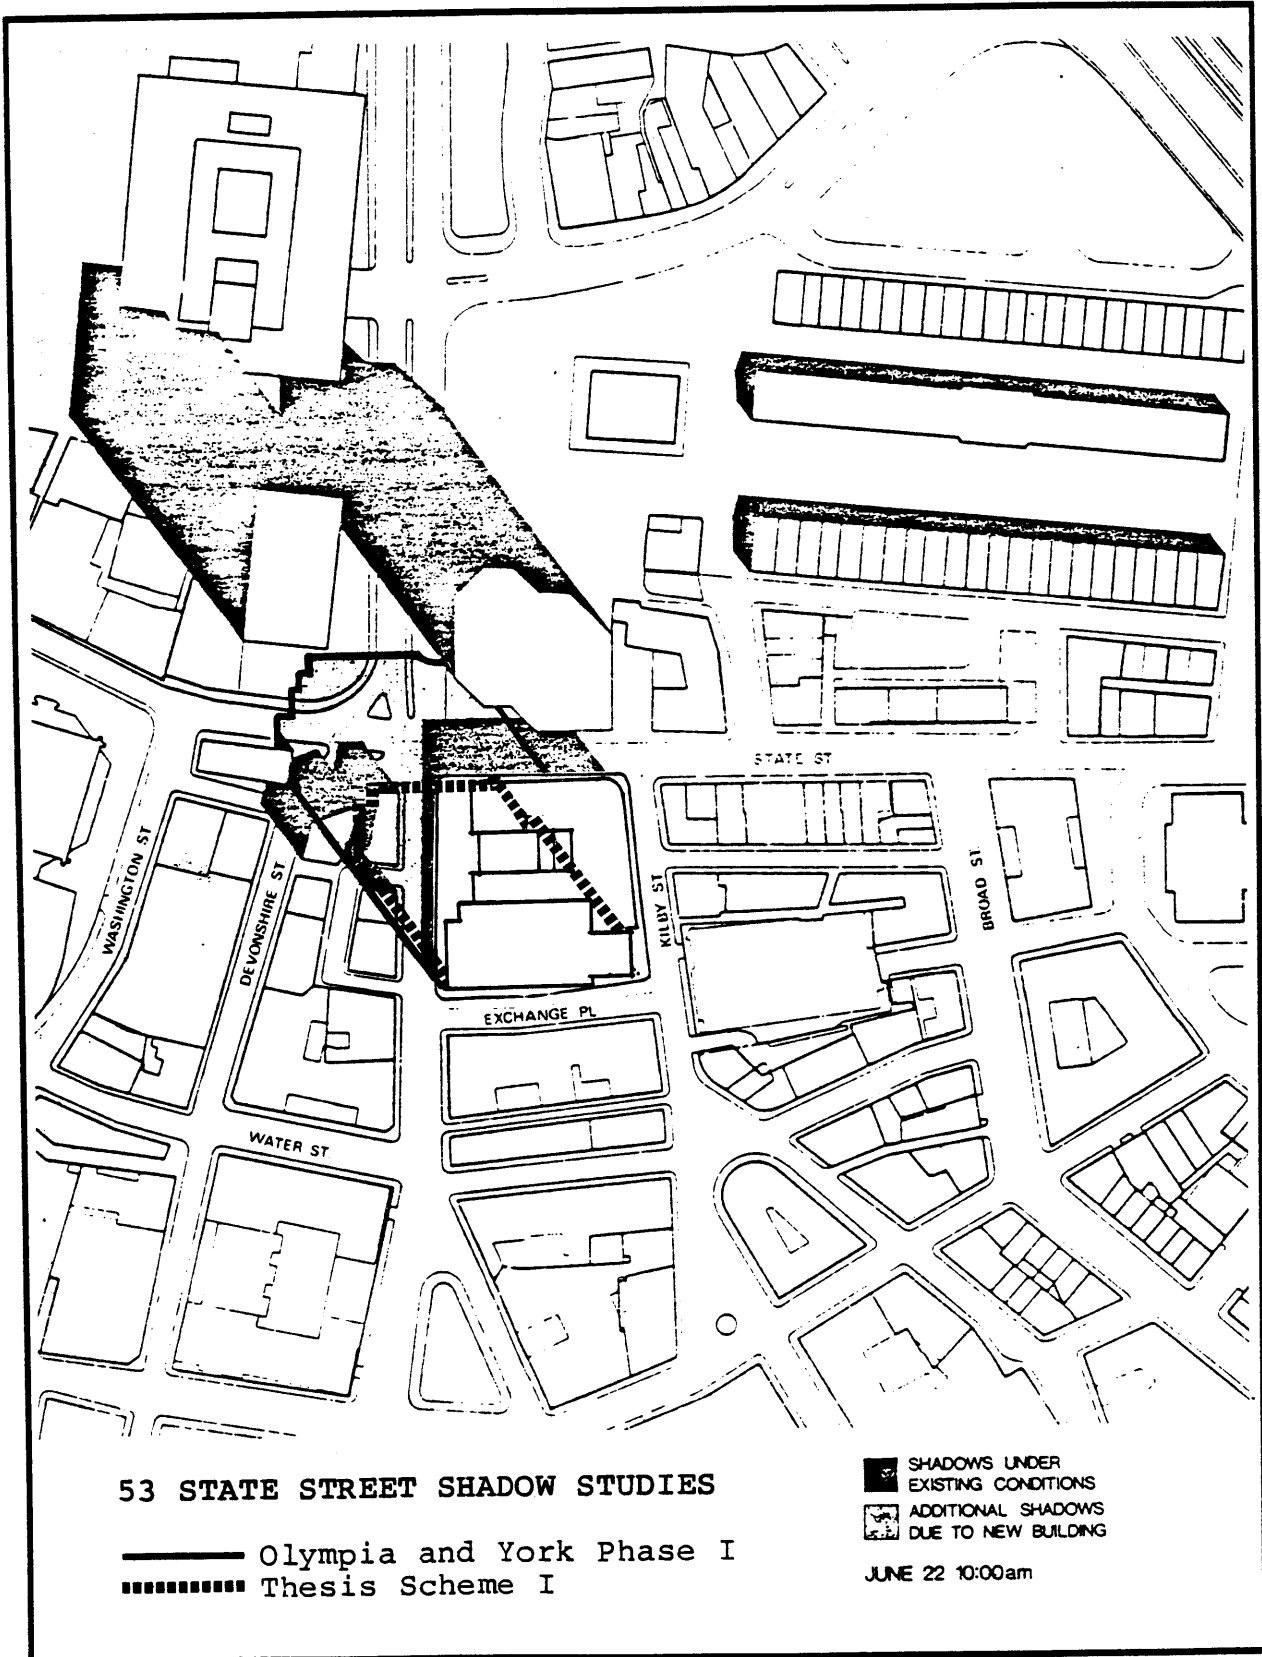 STATE ST
WASHINGTON ST
DEVONSHIRE ST
KILBY ST
BROAD ST
EXCHANGE PL
WATER ST
53 STATE STREET SHADOW STUDIES
Olympia and York Phase I
Thesis Scheme I
SHADOWS UNDER
EXISTING CONDITIONS
ADDITIONAL SHADOWS
DUE TO NEW BUILDING
JUNE 22 10:00am